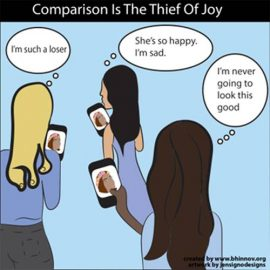 Comparison Is The Thief Of Joy
I'm such a loser
She's so happy.
I'm sad.
I'm never
going to
look this
good
created by www.bhinnov.org
artwork by jensignodesigns